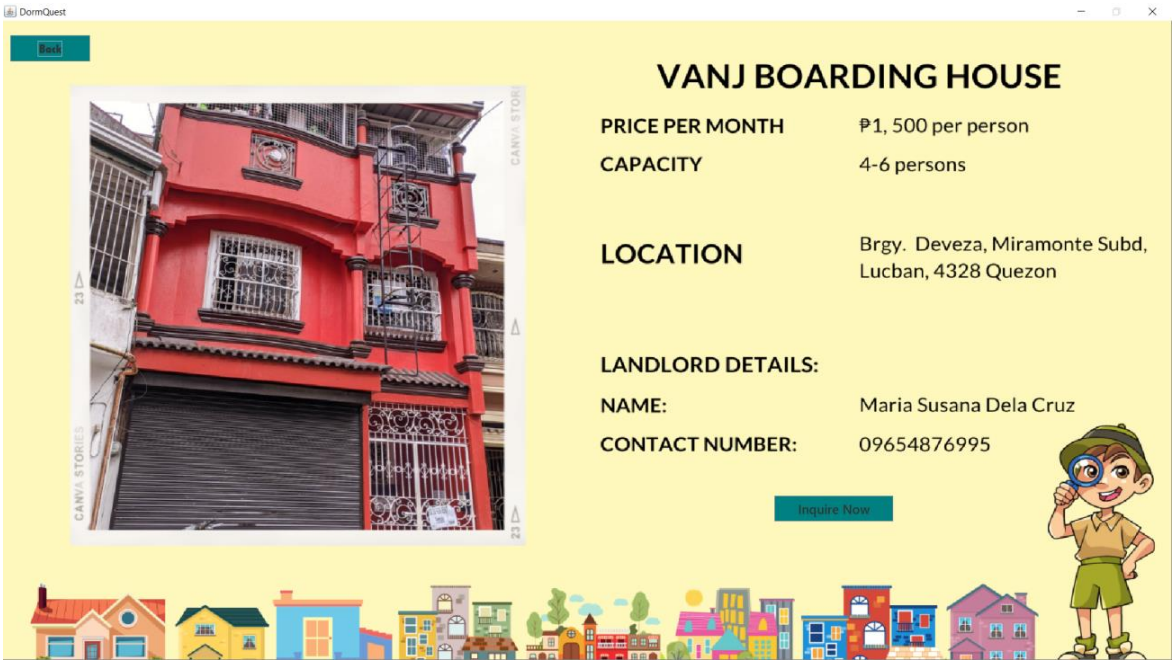 DormQuest
Back
VANJ BOARDING HOUSE
PRICE PER MONTH ₱1, 500 per person
CAPACITY 4-6 persons
LOCATION Brgy. Deveza, Miramonte Subd,
Lucban, 4328 Quezon
LANDLORD DETAILS:
NAME: Maria Susana Dela Cruz
CONTACT NUMBER: 09654876995
Inquire Now
CANVA STORI
23
CANVA STORIES
23